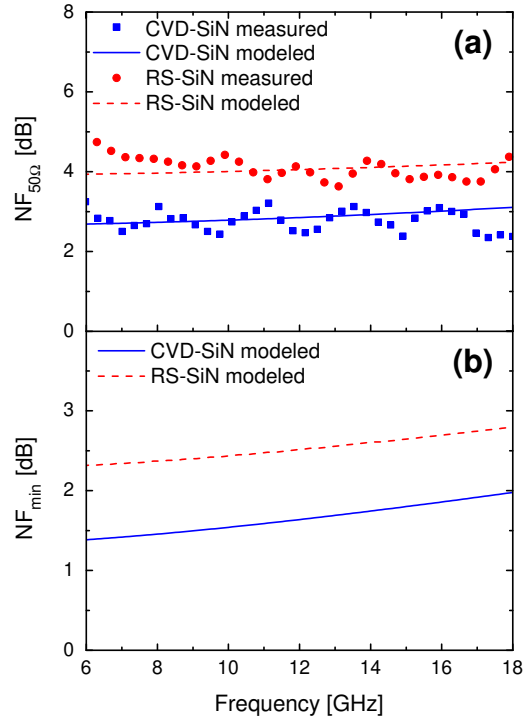 8
CVD-SiN measured
(a)
CVD-SiN modeled
RS-SiN measured
6
RS-SiN modeled
NF50Ω [dB]
4
2
0
CVD-SiN modeled
(b)
RS-SiN modeled
3
NFmin [dB]
2
1
0
6 8 10 12 14 16 18
Frequency [GHz]